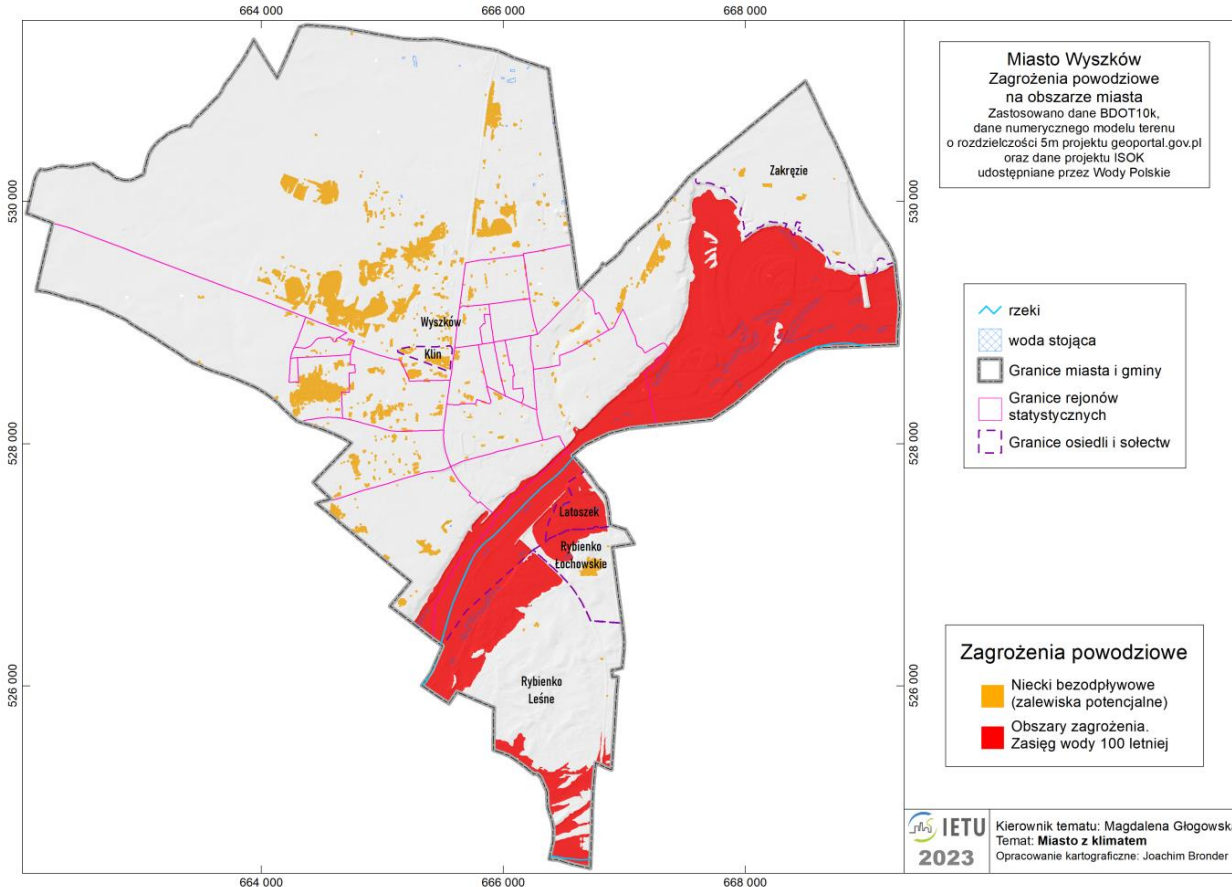 664 000
666 000
668 000
530 000
528 000
526 000
530 000
528 000
526 000
Zakręzie
Wyszków
Klin
Latoszek
Rybienko
Łochowskie
Rybienko
Leśne
664 000
666 000
668 000
Miasto Wyszków
Zagrożenia powodziowe
na obszarze miasta
Zastosowano dane BDOT10k,
dane numerycznego modelu terenu
o rozdzielczości 5m projektu geoportal.gov.pl
oraz dane projektu ISOK
udostępniane przez Wody Polskie
rzeki
woda stojąca
Granice miasta i gminy
Granice rejonów
statystycznych
Granice osiedli i sołectw
Zagrożenia powodziowe
Niecki bezodpływowe
(zalewiska potencjalne)
Obszary zagrożenia.
Zasięg wody 100 letniej
IETU
2023
Kierownik tematu: Magdalena Głogowska
Temat: Miasto z klimatem
Opracowanie kartograficzne: Joachim Bronder